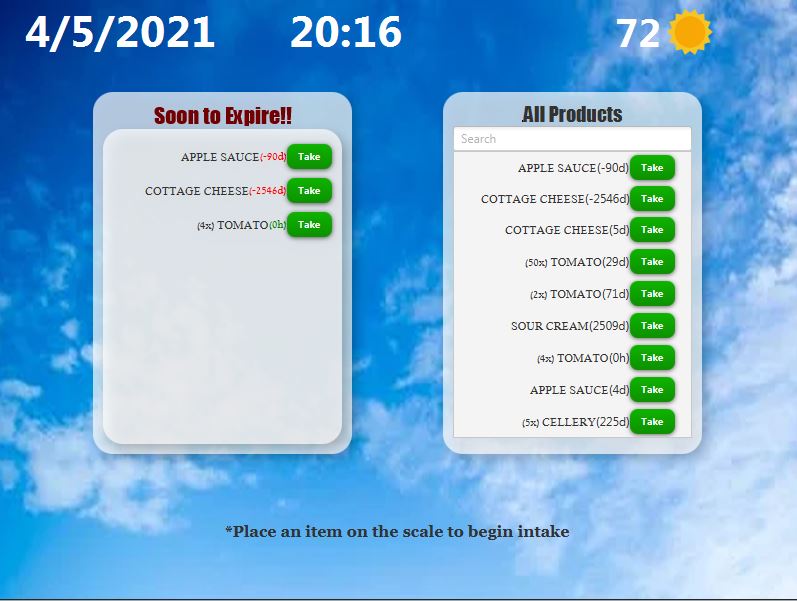 4/5/2021 20:16 72
Soon to Expire!!
APPLE SAUCE(-90d) Take
COTTAGE CHEESE(-2546d) Take
(4x) TOMATO(0h) Take
All Products
Search
APPLE SAUCE(-90d) Take
COTTAGE CHEESE(-2546d) Take
COTTAGE CHEESE(5d) Take
(50x) TOMATO(29d) Take
(2x) TOMATO(71d) Take
SOUR CREAM(2509d) Take
(4x) TOMATO(0h) Take
APPLE SAUCE(4d) Take
(5x) CELLERY(225d) Take
*Place an item on the scale to begin intake